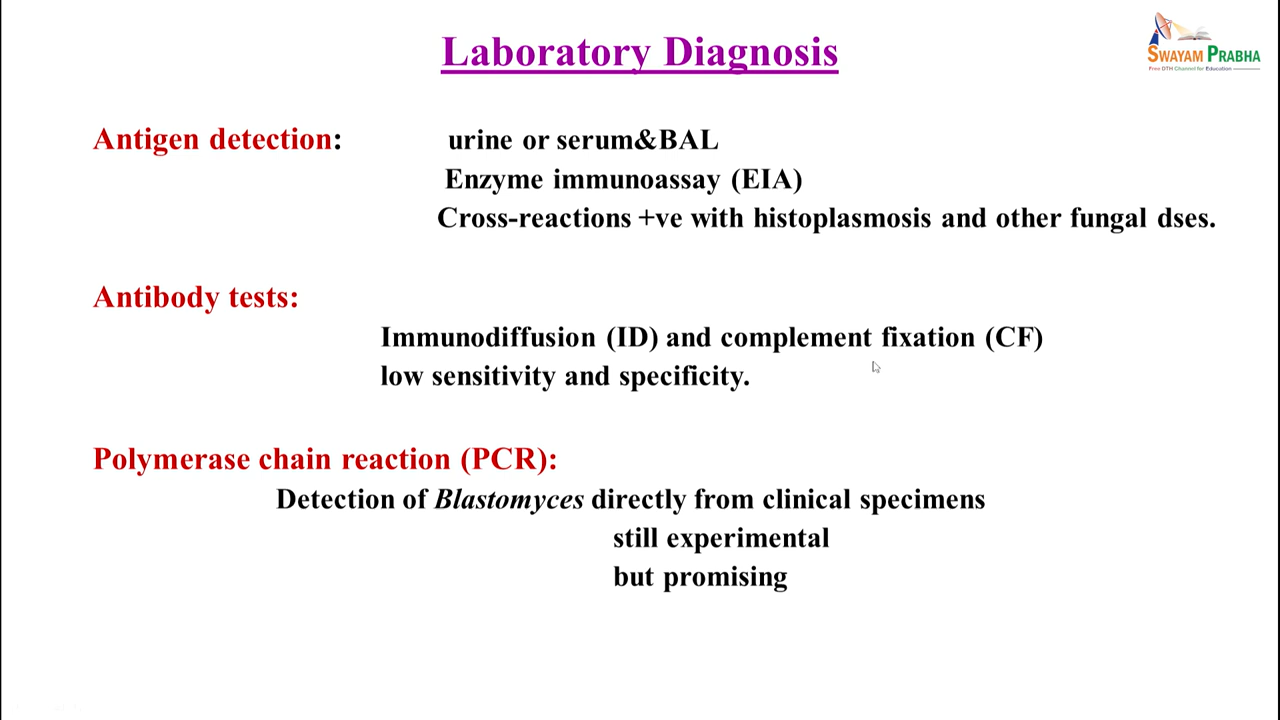 Laboratory Diagnosis
SWAYAM PRABHA
Free DTH Channel for Education
Antigen detection: urine or serum&BAL
Enzyme immunoassay (EIA)
Cross-reactions +ve with histoplasmosis and other fungal dses.
Antibody tests:
Immunodiffusion (ID) and complement fixation (CF)
low sensitivity and specificity.
Polymerase chain reaction (PCR):
Detection of Blastomyces directly from clinical specimens
still experimental
but promising